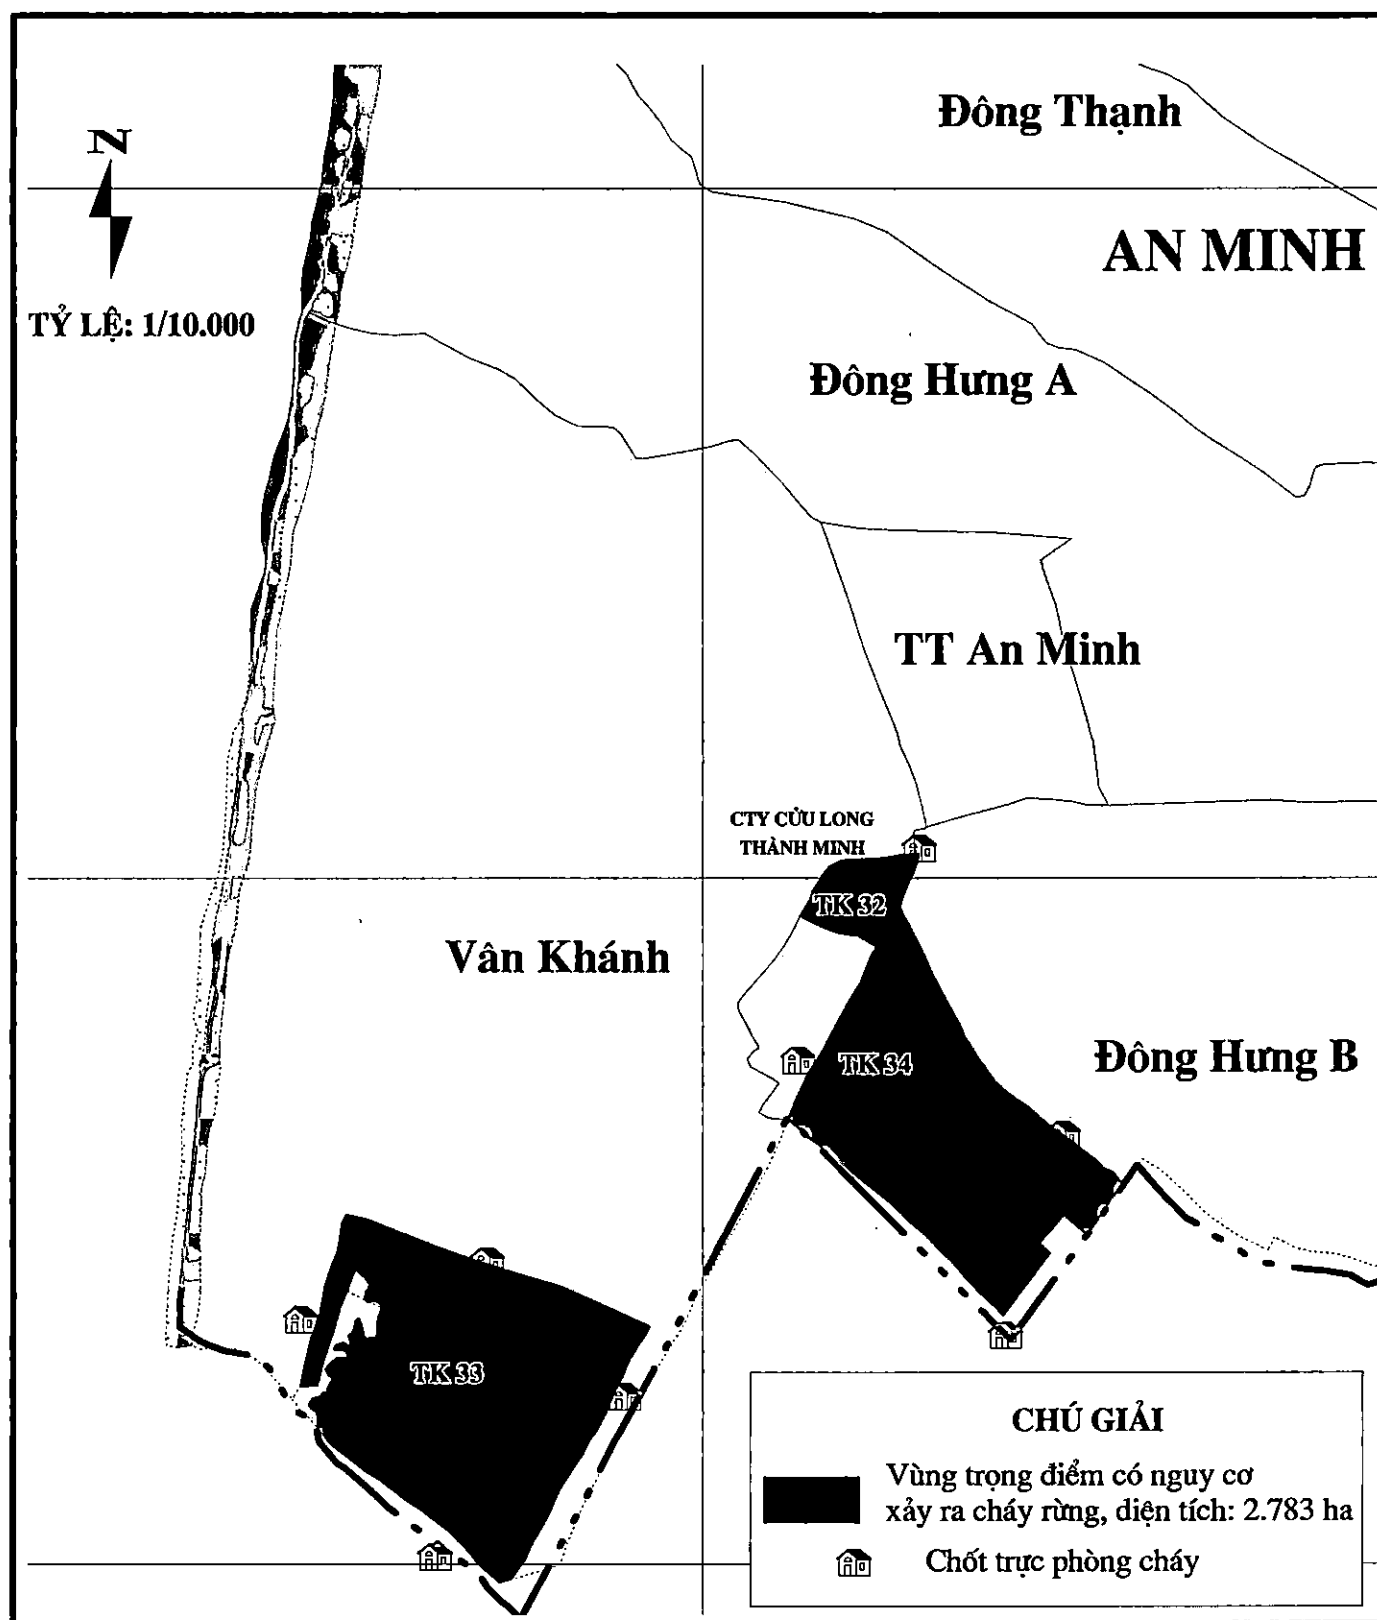 Đông Thạnh
N
AN MINH
TỶ LỆ: 1/10.000
Đông Hưng A
TT An Minh
CTY CỬU LONG
THÀNH MINH
TK 32
Vân Khánh
TK 34
Đông Hưng B
TK 33
CHÚ GIẢI
Vùng trọng điểm có nguy cơ
xảy ra cháy rừng, diện tích: 2.783 ha
Chốt trực phòng cháy